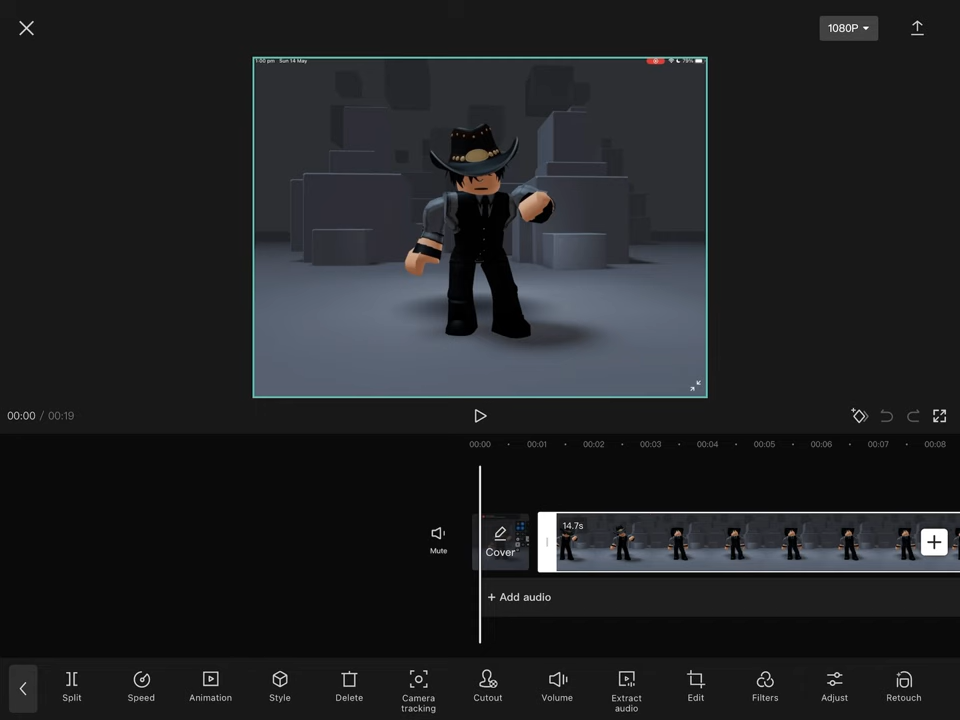 1080P
1:00 pm Sun 14 May
79%
00:00 / 00:19
00:00 00:01 00:02 00:03 00:04 00:05 00:06 00:07 00:08
14.7s
Mute
Cover
+ Add audio
Split Speed Animation Style Delete Camera tracking Cutout Volume Extract audio Edit Filters Adjust Retouch